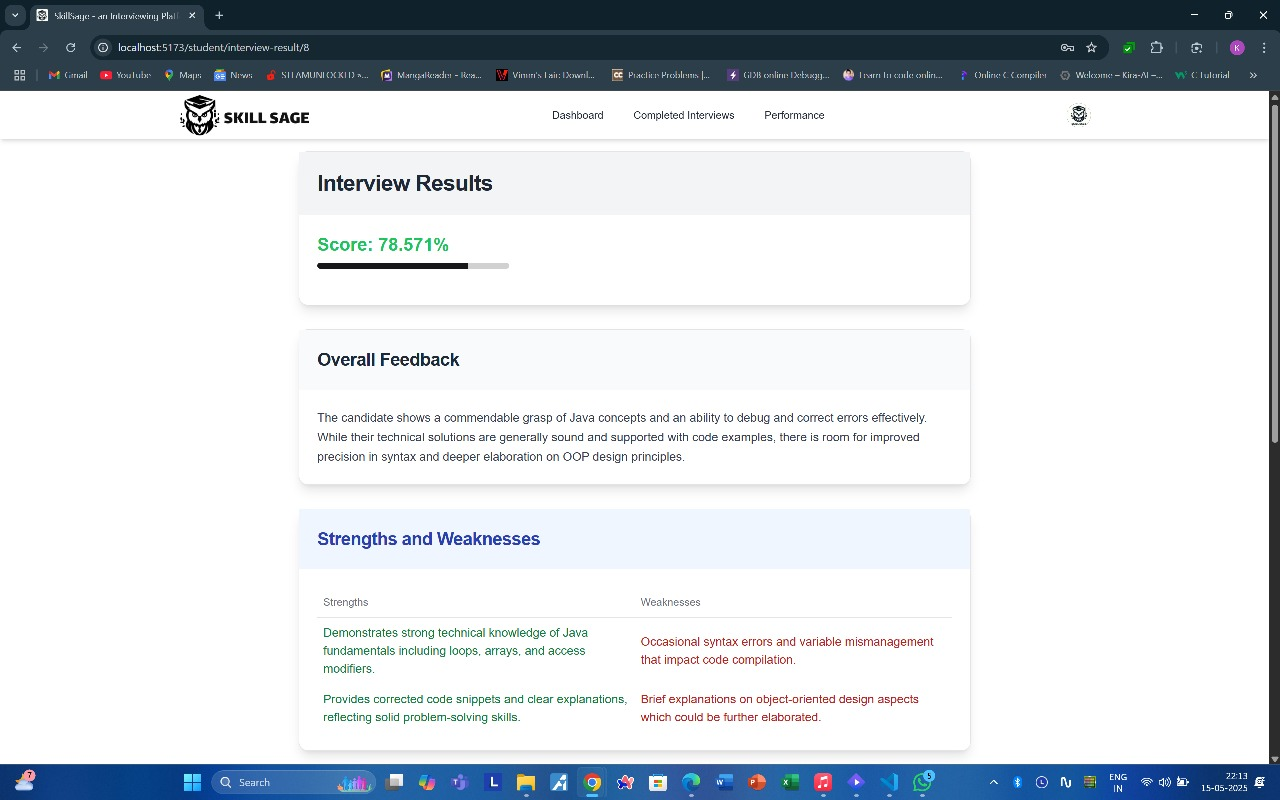 SkillSage - an Interviewing Platf
localhost:5173/student/interview-result/8
K
Gmail
YouTube
Maps
News
STEAMUNLOCKED »...
MangaReader - Rea...
Vimm's Lair: Downl...
Practice Problems |...
GDB online Debugg...
Learn to code onlin...
Online C Compiler
Welcome – Kira-AI –...
C Tutorial
SKILL SAGE
Dashboard
Completed Interviews
Performance
Interview Results
Score: 78.571%
Overall Feedback
The candidate shows a commendable grasp of Java concepts and an ability to debug and correct errors effectively.
While their technical solutions are generally sound and supported with code examples, there is room for improved
precision in syntax and deeper elaboration on OOP design principles.
Strengths and Weaknesses
Strengths
Weaknesses
Demonstrates strong technical knowledge of Java
fundamentals including loops, arrays, and access
modifiers.
Occasional syntax errors and variable mismanagement
that impact code compilation.
Provides corrected code snippets and clear explanations,
reflecting solid problem-solving skills.
Brief explanations on object-oriented design aspects
which could be further elaborated.
7
Search
5
ENG
IN
22:13
15-05-2025